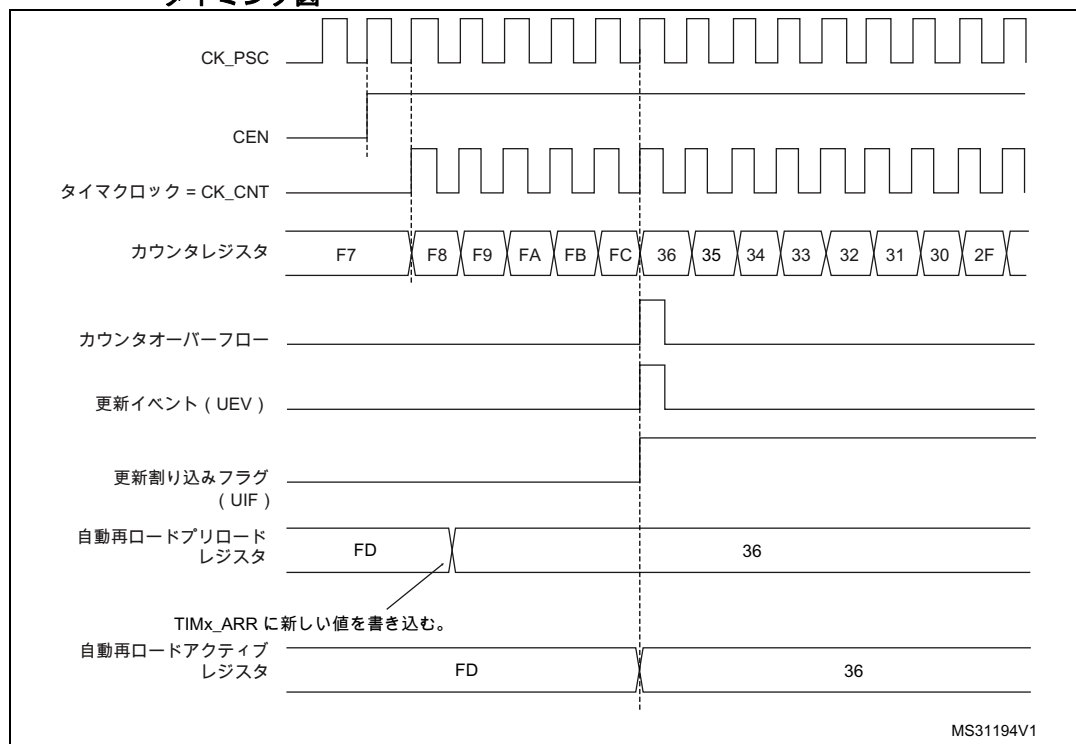 タイミング図
CK_PSC
CEN
タイマクロック = CK_CNT
カウンタレジスタ F7 F8 F9 FA FB FC 36 35 34 33 32 31 30 2F
カウンタオーバーフロー
更新イベント ( UEV )
更新割り込みフラグ
( UIF )
自動再ロードプリロード
レジスタ FD 36
TIMx_ARR に新しい値を書き込む。
自動再ロードアクティブ
レジスタ FD 36
MS31194V1